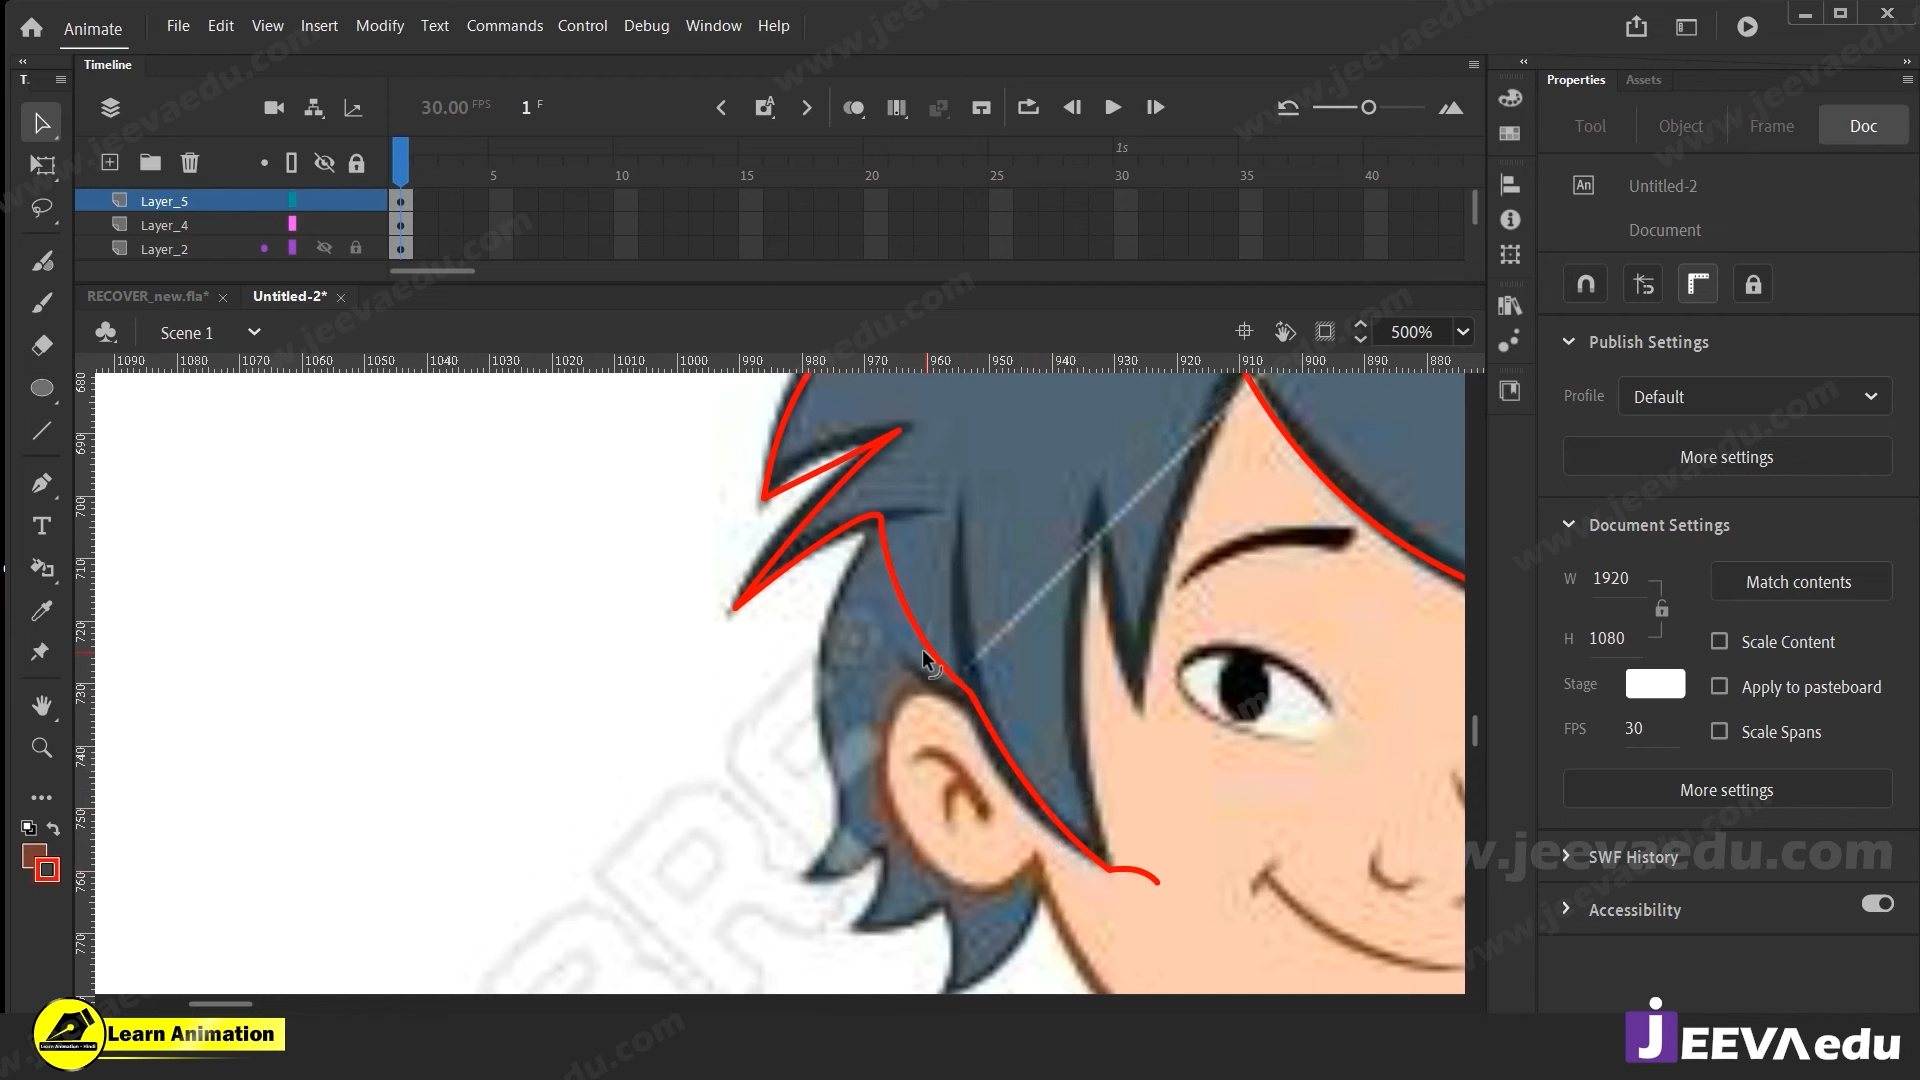 Animate
File Edit View Insert Modify Text Commands Control Debug Window Help
T.
Timeline
30.00 FPS 1 F
1s
5 10 15 20 25 30 35 40
Layer_5
Layer_4
Layer_2
RECOVER_new.fla* Untitled-2*
Scene 1
500%
1090 1080 1070 1060 1050 1040 1030 1020 1010 1000 990 980 970 960 950 940 930 920 910 900 890 880
680
690
700
710
720
730
740
750
760
770
Properties Assets
Tool Object Frame Doc
An Untitled-2
Document
Publish Settings
Profile Default
More settings
Document Settings
W 1920 Match contents
H 1080 Scale Content
Stage Apply to pasteboard
FPS 30 Scale Spans
More settings
SWF History
Accessibility
www.jeevaedu.com
Learn Animation
Learn Animation - Hindi
JEEVA edu